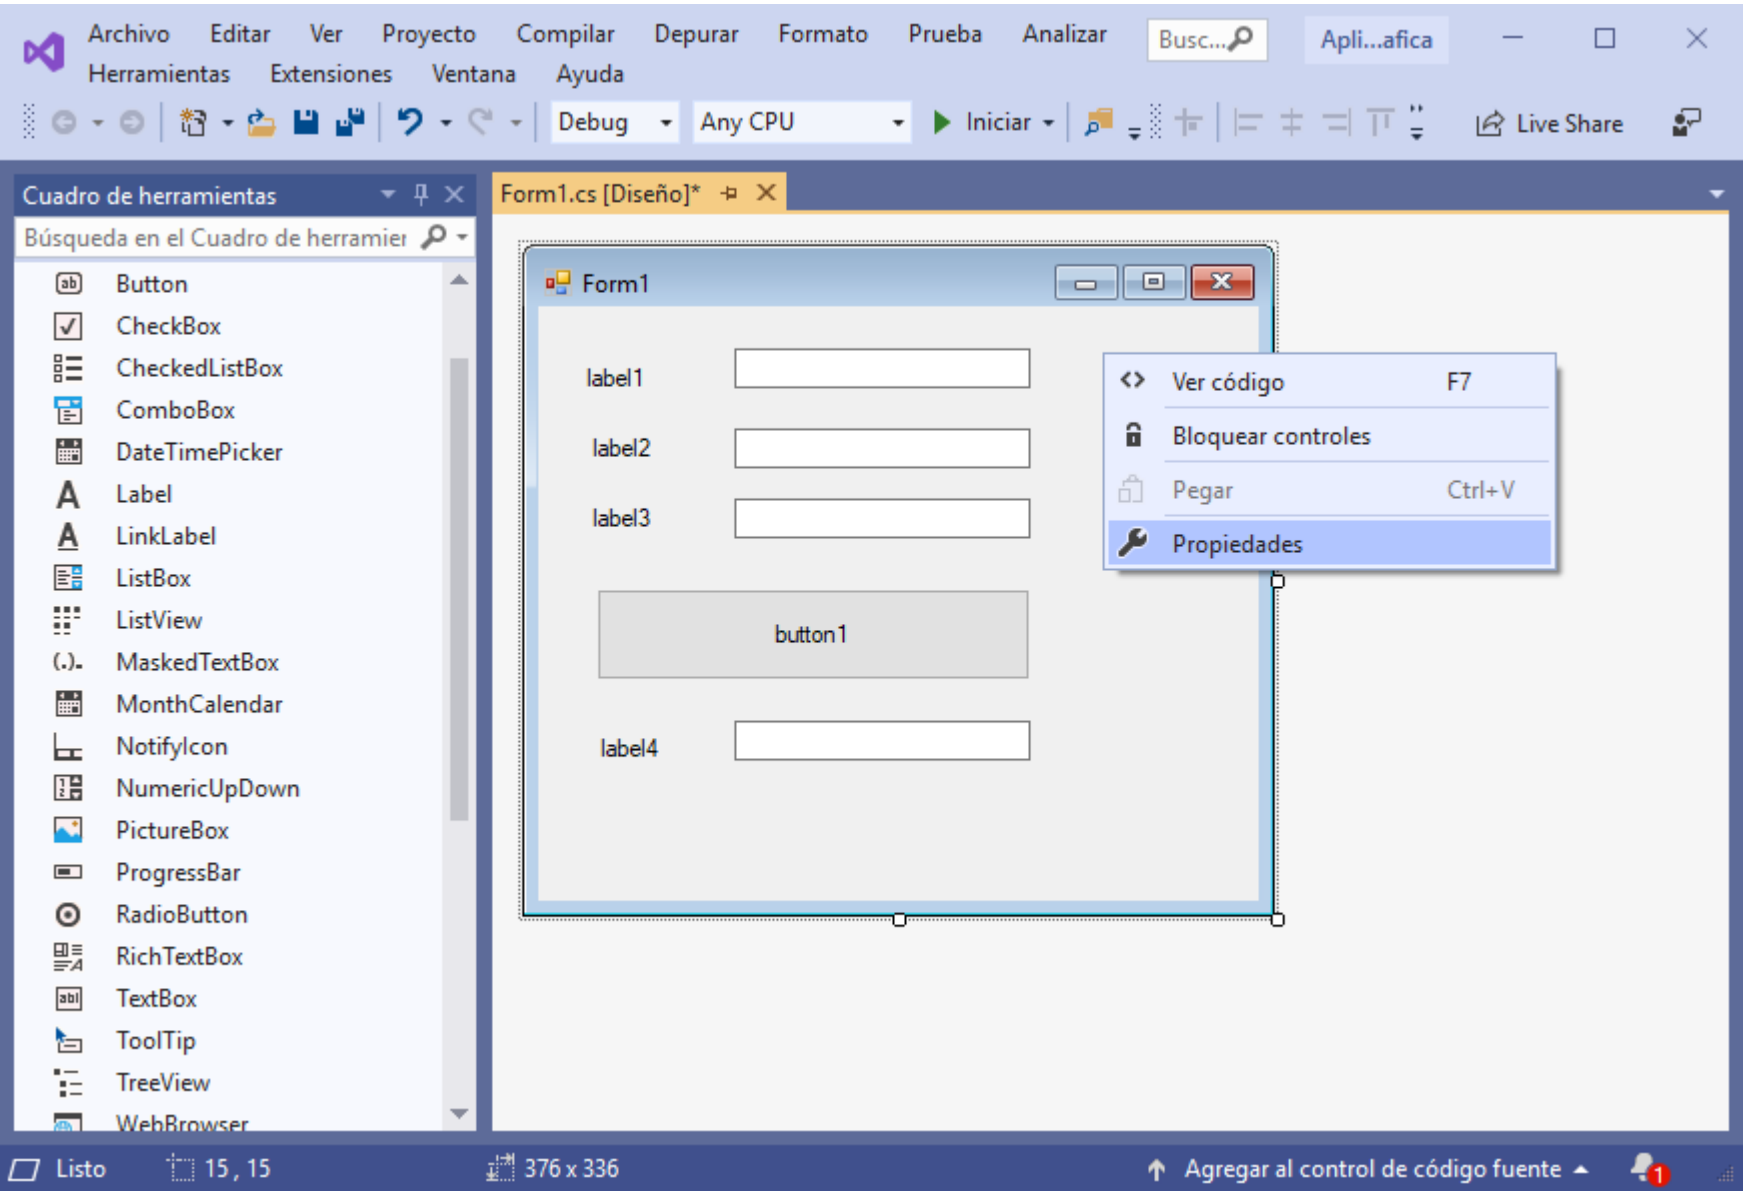 Archivo Editar Ver Proyecto Compilar Depurar Formato Prueba Analizar Busc... Apli...afica
Herramientas Extensiones Ventana Ayuda
Debug Any CPU Iniciar Live Share
Cuadro de herramientas
Form1.cs [Diseño]*
Búsqueda en el Cuadro de herramier
Button
CheckBox
CheckedListBox
ComboBox
DateTimePicker
Label
LinkLabel
ListBox
ListView
MaskedTextBox
MonthCalendar
NotifyIcon
NumericUpDown
PictureBox
ProgressBar
RadioButton
RichTextBox
TextBox
ToolTip
TreeView
WebBrowser
Form1
label1
label2
label3
button1
label4
Ver código F7
Bloquear controles
Pegar Ctrl+V
Propiedades
Listo 15 , 15 376 x 336 Agregar al control de código fuente 1